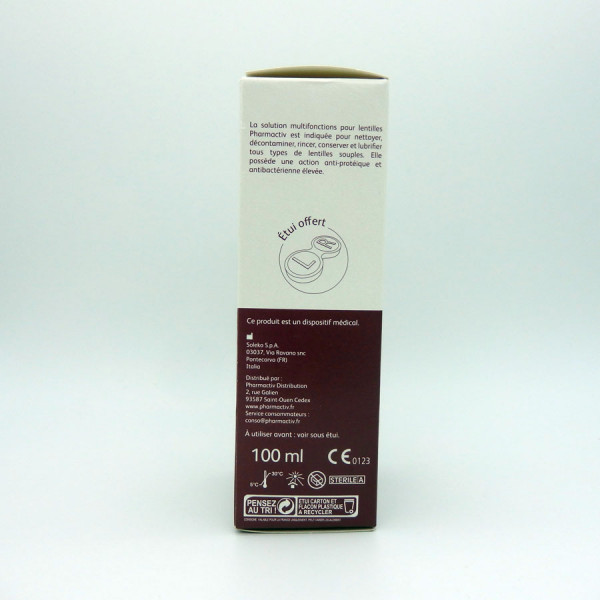 La solution multifonctions pour lentilles
Pharmactiv est indiquée pour nettoyer,
décontaminer, rincer, conserver et lubrifier
tous types de lentilles souples. Elle
possède une action anti-protéique et
antibactérienne élevée.
Étui offert
L R
Ce produit est un dispositif médical.
Soleko S.p.A.
03037, Via Ravano snc
Pontecorvo (FR)
Italia
Distribué par :
Pharmactiv Distribution
2, rue Galien
93587 Saint-Ouen Cedex
www.pharmactiv.fr
Service consommateurs :
conso@pharmactiv.fr
À utiliser avant : voir sous étui.
100 ml CE 0123
5°C 30°C STERILE A
PENSEZ
AU TRI !
ETUI CARTON ET
FLACON PLASTIQUE
A RECYCLER